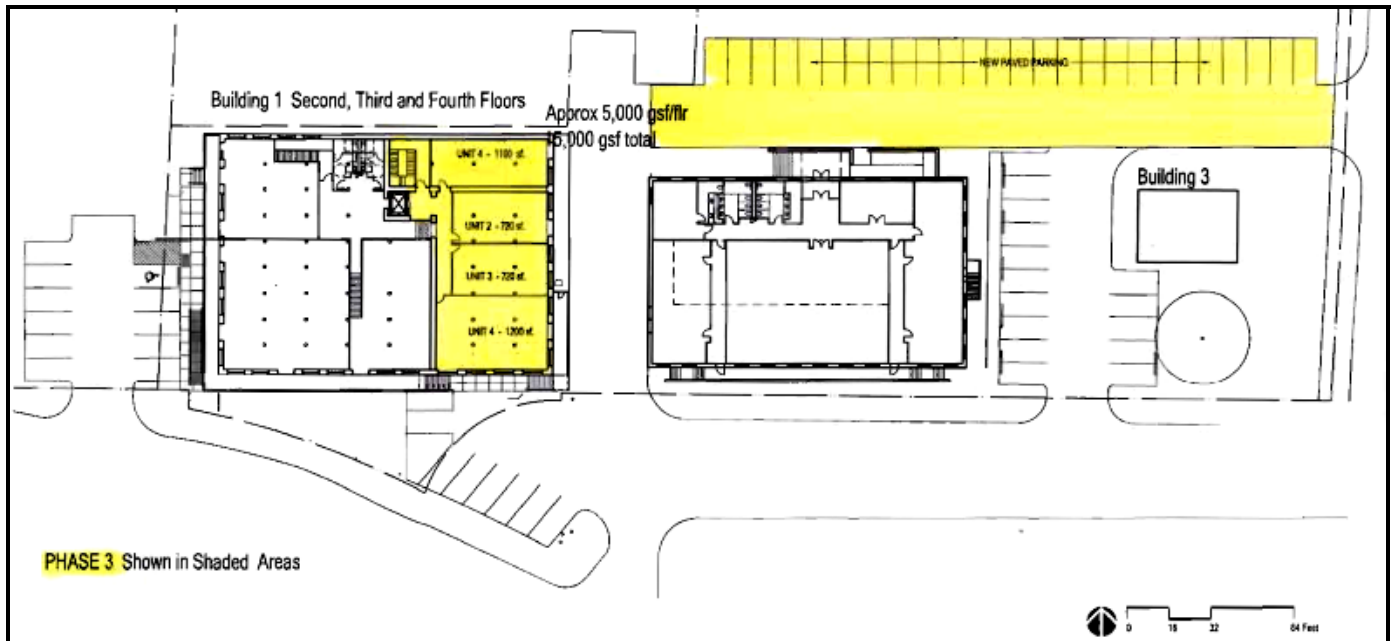 NEW PAVED PARKING
Building 1 Second, Third and Fourth Floors
Approx 5,000 gsf/flr
15,000 gsf total
UNIT 4 - 1100 sf.
Building 3
UNIT 2 - 720 sf.
UNIT 3 - 720 sf.
UNIT 4 - 1200 sf.
PHASE 3 Shown in Shaded Areas
0 16 32 64 Feet